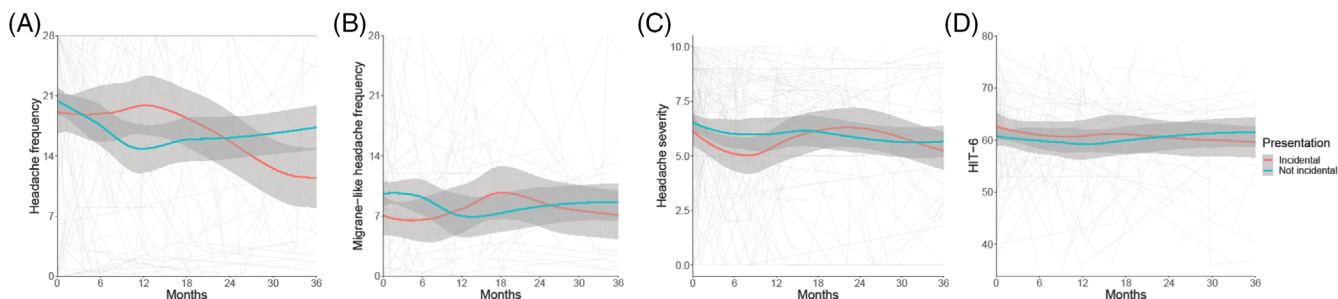 (A)
Headache frequency
28
21
14
7
0
0 6 12 18 24 30 36
Months
(B)
Migrane-like headache frequency
28
21
14
7
0
0 6 12 18 24 30 36
Months
(C)
Headache severity
10.0
7.5
5.0
2.5
0.0
0 6 12 18 24 30 36
Months
(D)
HIT-6
80
70
60
50
40
0 6 12 18 24 30 36
Months
Presentation
Incidental
Not incidental